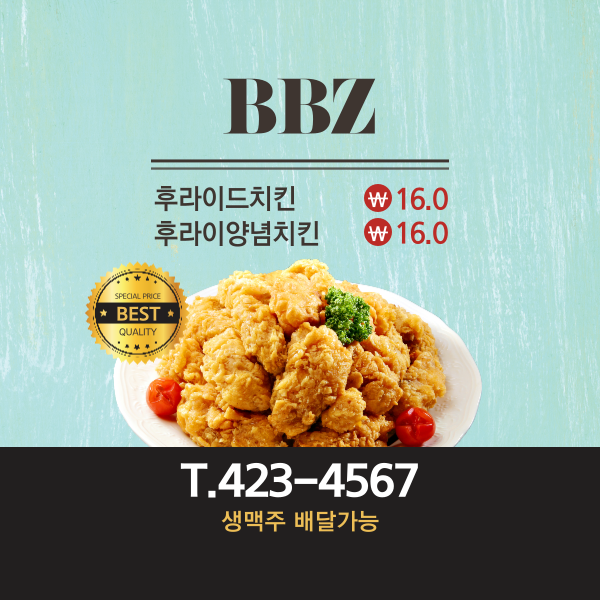 BBZ
후라이드치킨 ₩ 16.0
후라이양념치킨 ₩ 16.0
SPECIAL PRICE
BEST
QUALITY
T.423-4567
생맥주 배달가능